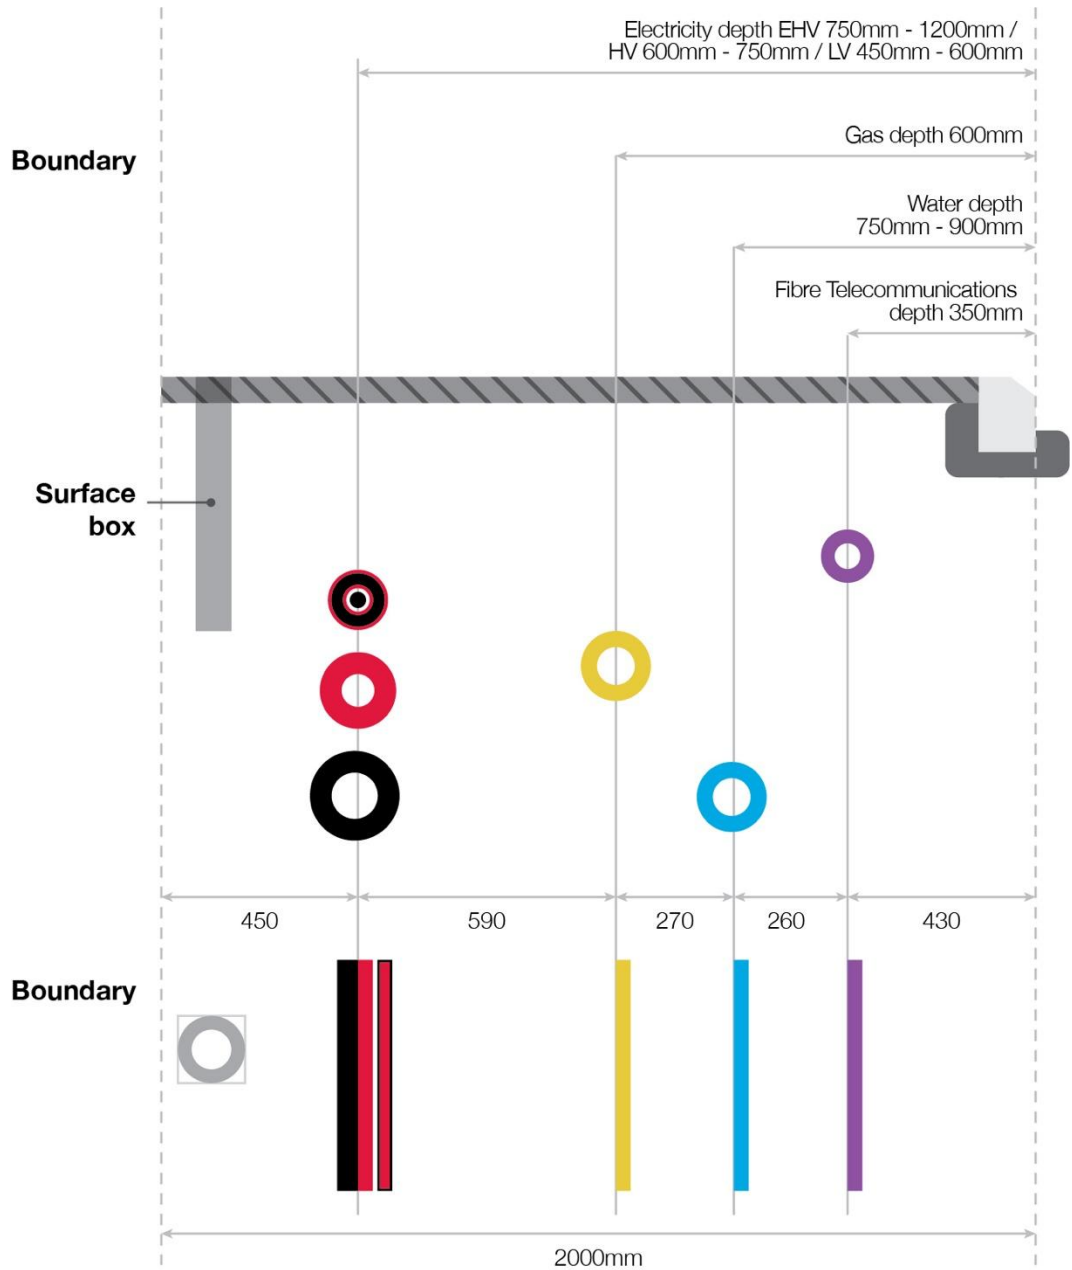 Electricity depth EHV 750mm - 1200mm /
HV 600mm - 750mm / LV 450mm - 600mm
Boundary
Gas depth 600mm
Water depth
750mm - 900mm
Fibre Telecommunications
depth 350mm
Surface
box
450
590
270
260
430
Boundary
2000mm